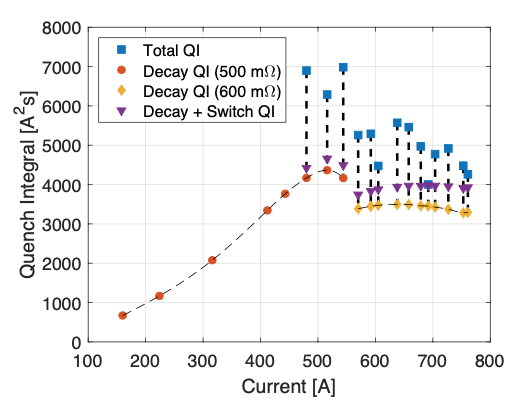 8000
7000
6000
5000
4000
3000
2000
1000
0
Quench Integral [A²s]
Total QI
Decay QI (500 mΩ)
Decay QI (600 mΩ)
Decay + Switch QI
100 200 300 400 500 600 700 800
Current [A]